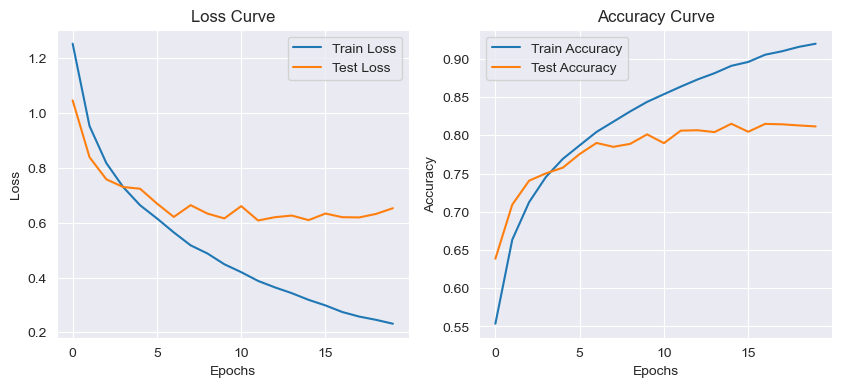 Loss Curve
Train Loss
Test Loss
Loss
1.2
1.0
0.8
0.6
0.4
0.2
0
5
10
15
Epochs
Accuracy Curve
Train Accuracy
Test Accuracy
Accuracy
0.90
0.85
0.80
0.75
0.70
0.65
0.60
0.55
0
5
10
15
Epochs